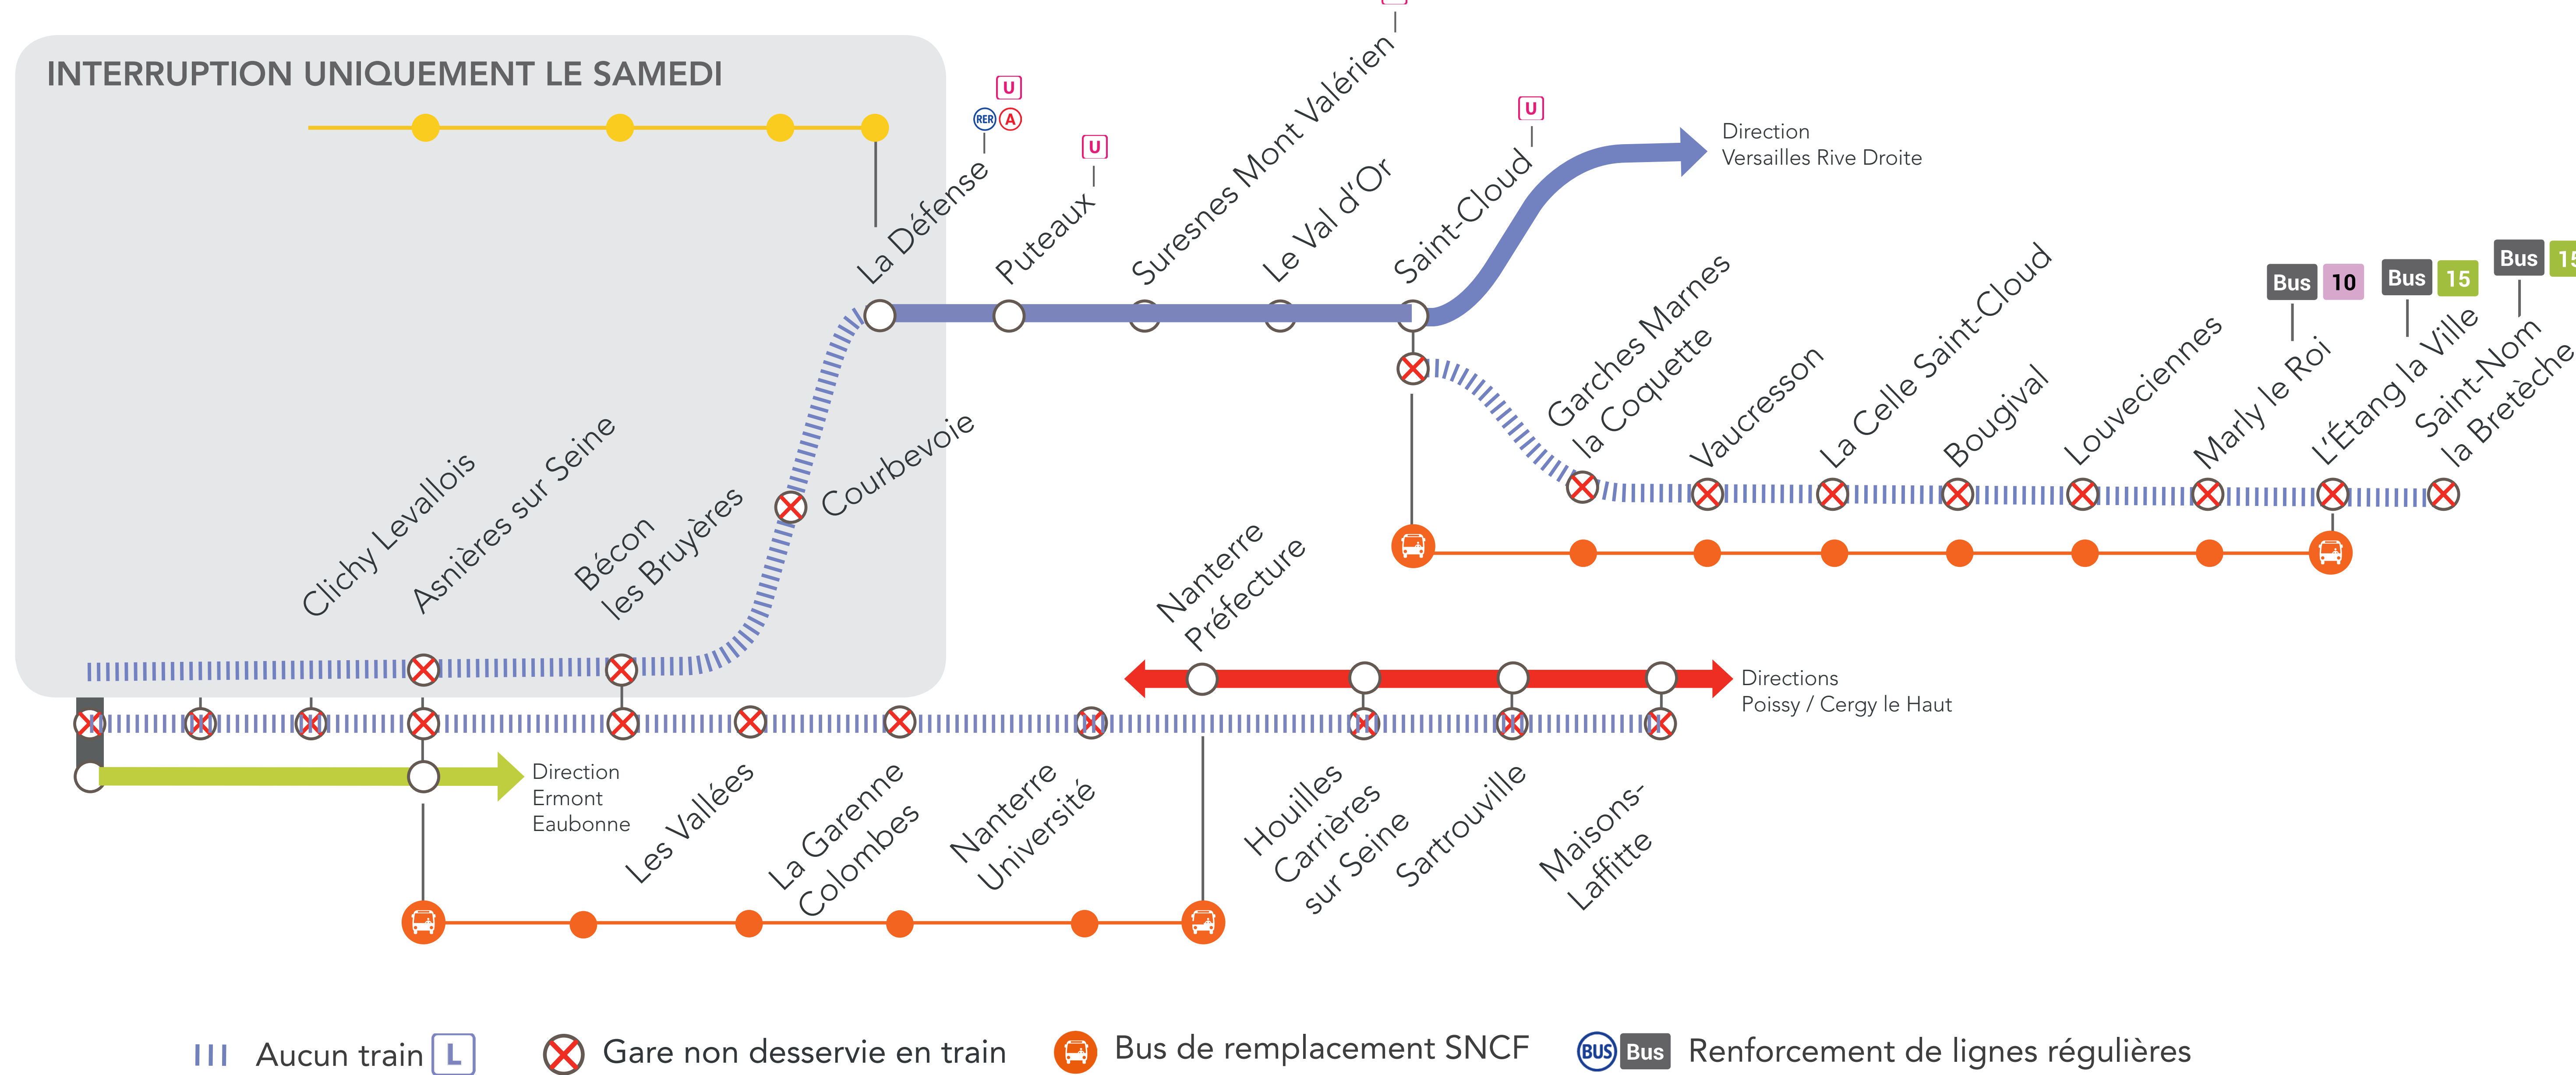 INTERRUPTION UNIQUEMENT LE SAMEDI
U
RER A
La Défense
U
Puteaux
Suresnes Mont Valérien
Le Val d'Or
U
Saint-Cloud
Direction
Versailles Rive Droite
Garches Marnes
la Coquette
Vaucresson
La Celle Saint-Cloud
Bougival
Louveciennes
Bus 10
Marly le Roi
Bus 15
L'Étang la Ville
Bus 15
Saint-Nom
la Bretèche
Clichy Levallois
Asnières sur Seine
Bécon
les Bruyères
Courbevoie
Nanterre
Préfecture
Directions
Poissy / Cergy le Haut
Direction
Ermont
Eaubonne
Les Vallées
La Garenne
Colombes
Nanterre
Université
Houilles
Carrières
sur Seine
Sartrouville
Maisons-
Laffitte
Aucun train L
Gare non desservie en train
Bus de remplacement SNCF
BUS Bus Renforcement de lignes régulières